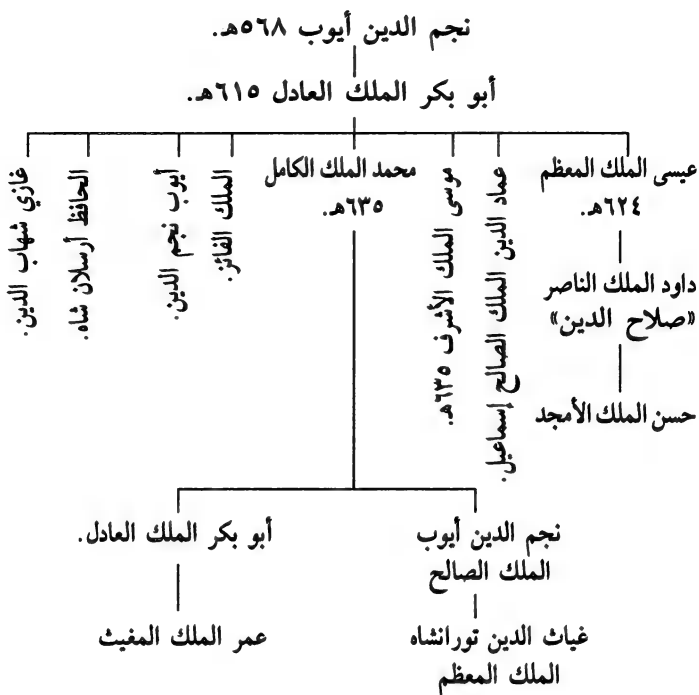 نجم الدين أيوب ٥٦٨هـ.
أبو بكر الملك العادل ٦١٥هـ.
عيسى الملك المعظم
٦٢٤هـ.
داود الملك الناصر
«صلاح الدين»
حسن الملك الأمجد
عماد الدين الملك الصالح إسماعيل.
موسى الملك الأشرف ٦٣٥هـ.
محمد الملك الكامل
٦٣٥هـ.
الملك الفائز.
أيوب نجم الدين.
الحافظ أرسلان شاه.
غازي شهاب الدين.
نجم الدين أيوب
الملك الصالح
غياث الدين تورانشاه
الملك المعظم
أبو بكر الملك العادل.
عمر الملك المغيث